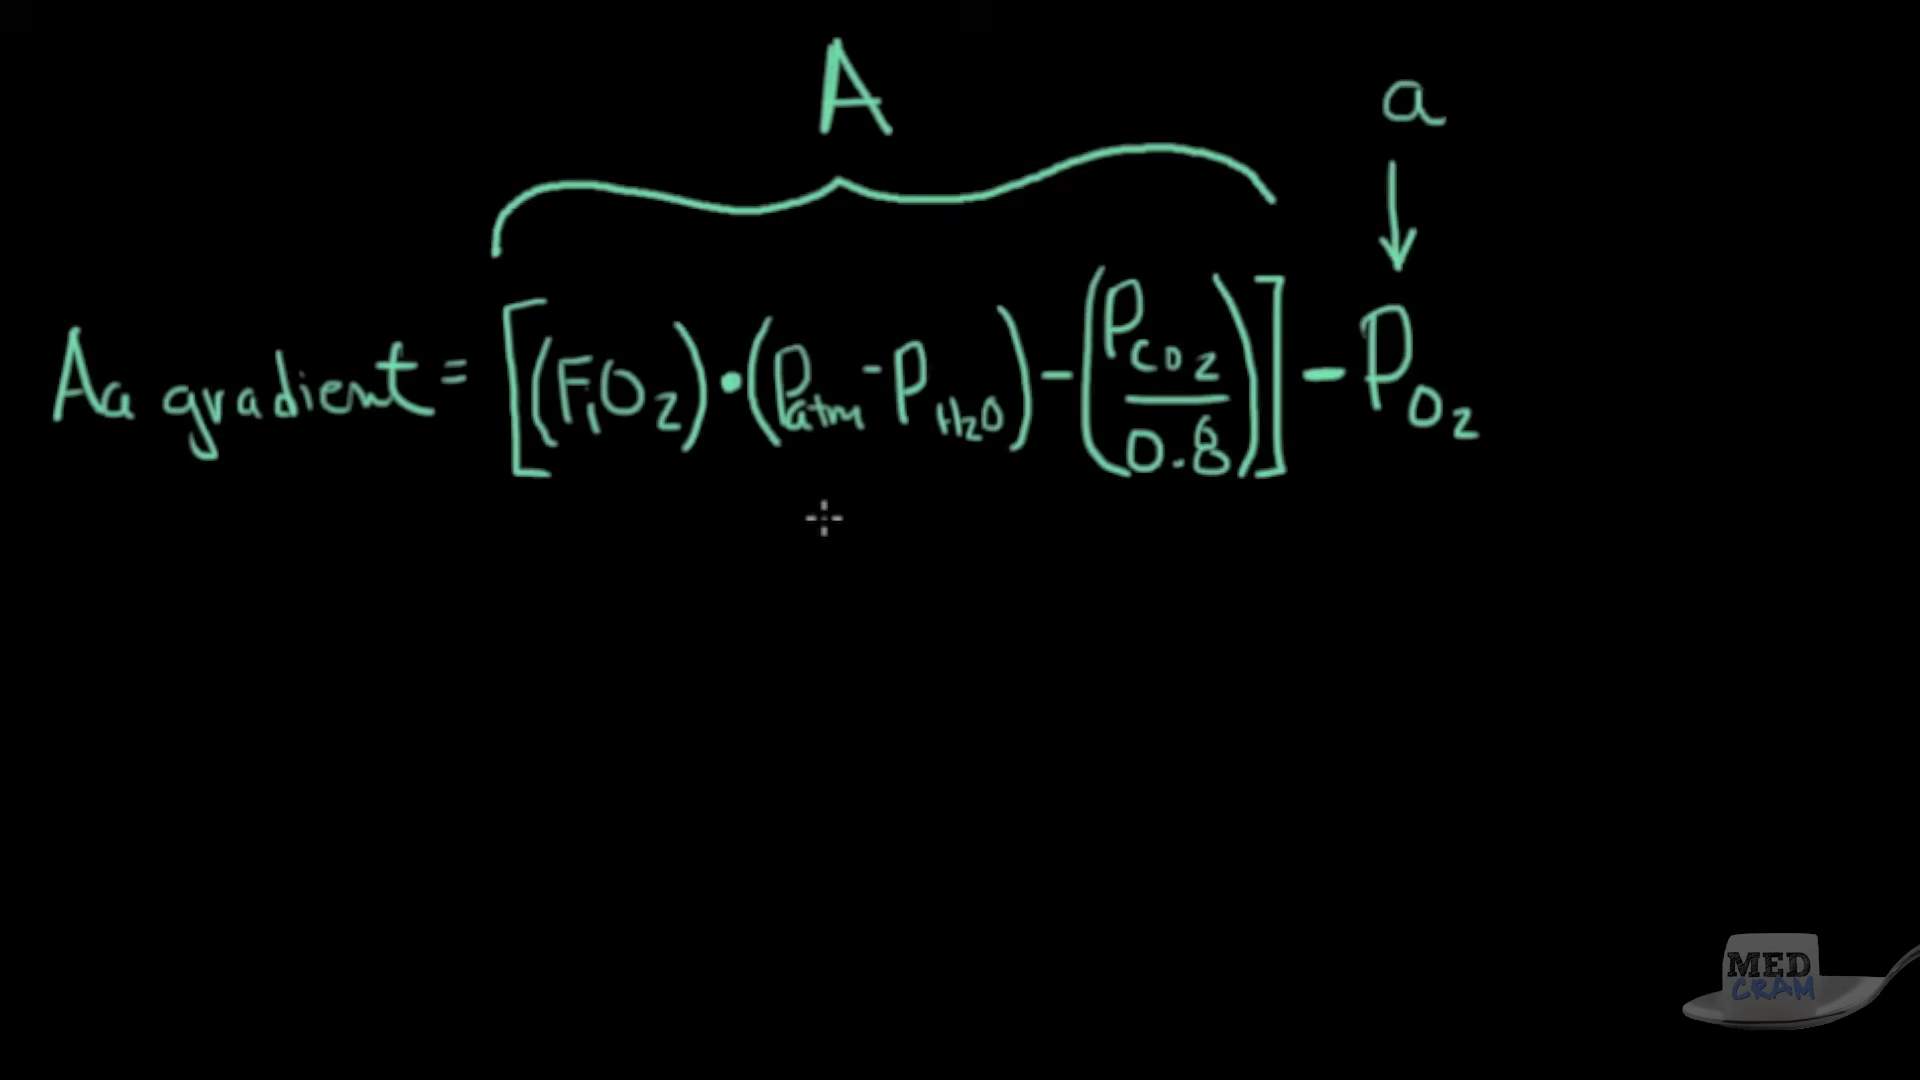 A
a
Aa gradient = [(FiO2) • (Patm - PH2O) - (PCO2/0.8)] - PO2
MED
CRAM